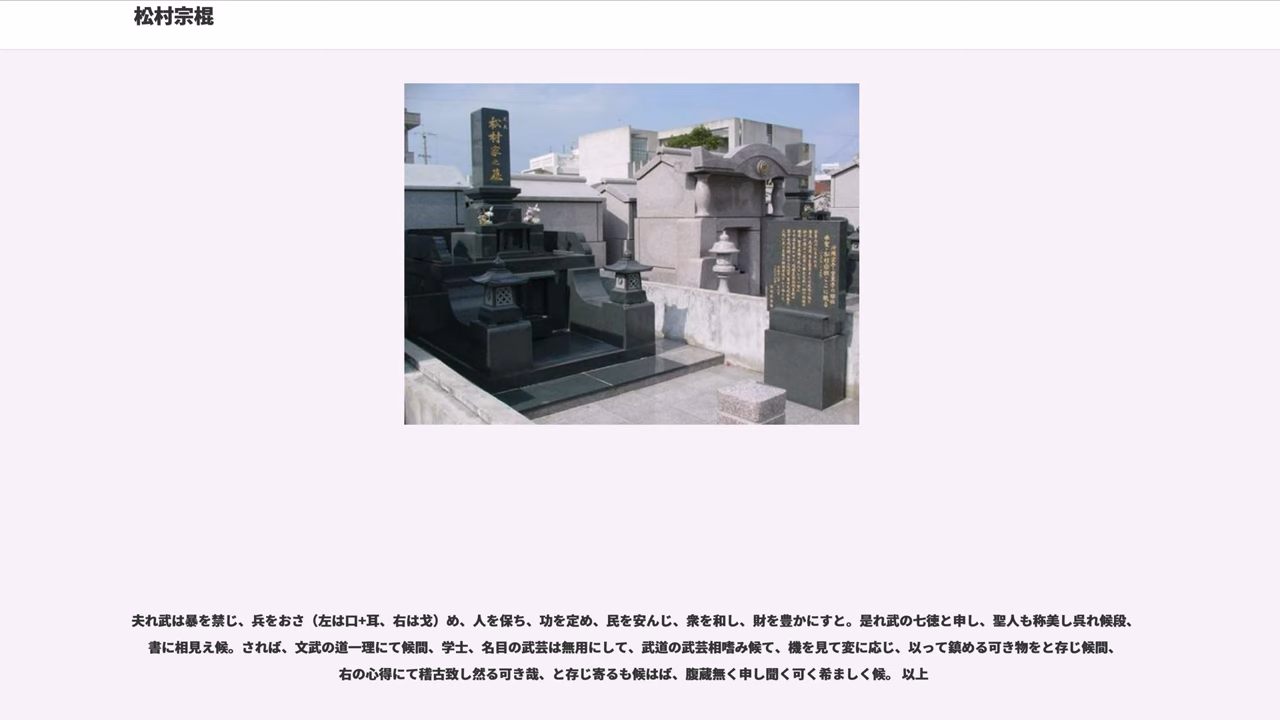 松村宗棍
松村家之墓
夫れ武は暴を禁じ、兵をおさ（左は口+耳、右は戈）め、人を保ち、功を定め、民を安んじ、衆を和し、財を豊かにすと。是れ武の七徳と申し、聖人も称美し呉れ候段、
書に相見え候。されば、文武の道一理にて候間、学士、名目の武芸は無用にして、武道の武芸相嗜み候て、機を見て変に応じ、以って鎮める可き物をと存じ候間、
右の心得にて稽古致し然る可き哉、と存じ寄るも候はば、腹蔵無く申し聞く可く希ましく候。 以上